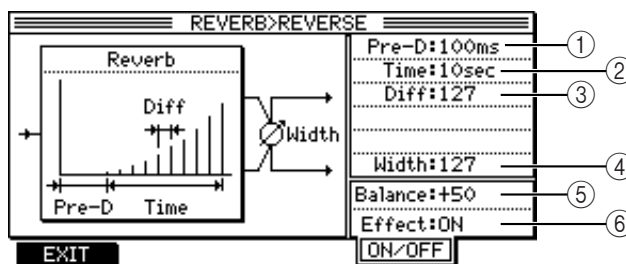 REVERB>REVERSE
Reverb
Diff
Width
Pre-D
Time
Pre-D:100ms
①
Time:10sec
②
Diff:127
③
Width:127
④
Balance:+50
⑤
Effect:ON
⑥
EXIT
ON/OFF